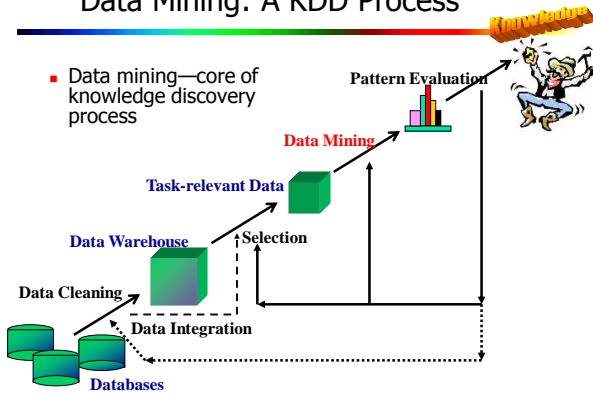 Data Mining: A KDD Process
Knowledge
Data mining—core of
knowledge discovery
process
Pattern Evaluation
Data Mining
Task-relevant Data
Data Warehouse
Selection
Data Cleaning
Data Integration
Databases